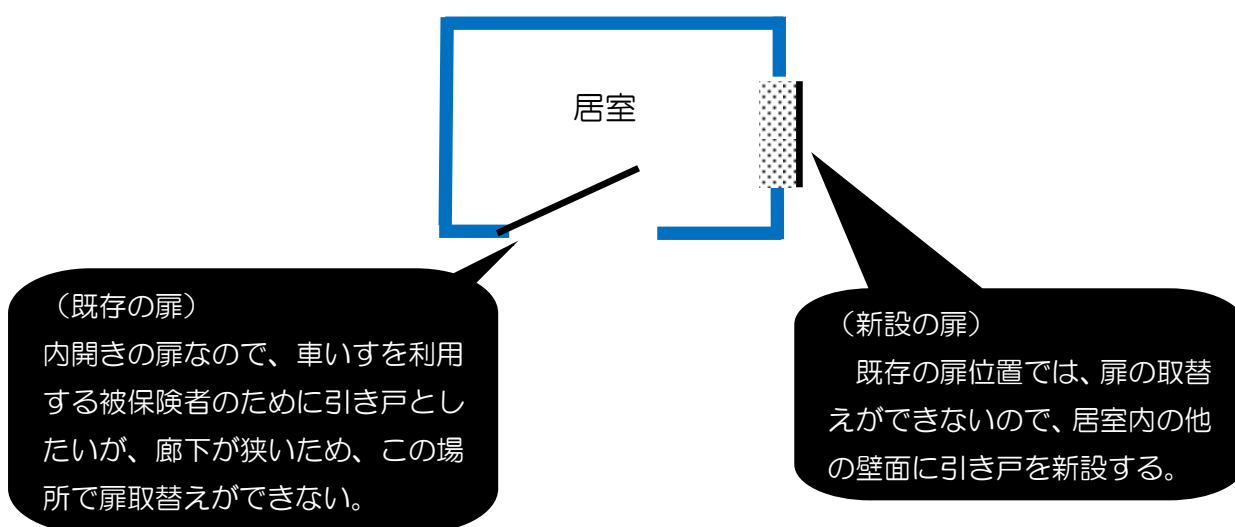 居室
（既存の扉）
内開きの扉なので、車いすを利用
する被保険者のために引き戸とし
たいが、廊下が狭いため、この場
所で扉取替えができない。
（新設の扉）
　既存の扉位置では、扉の取替
えができないので、居室内の他
の壁面に引き戸を新設する。